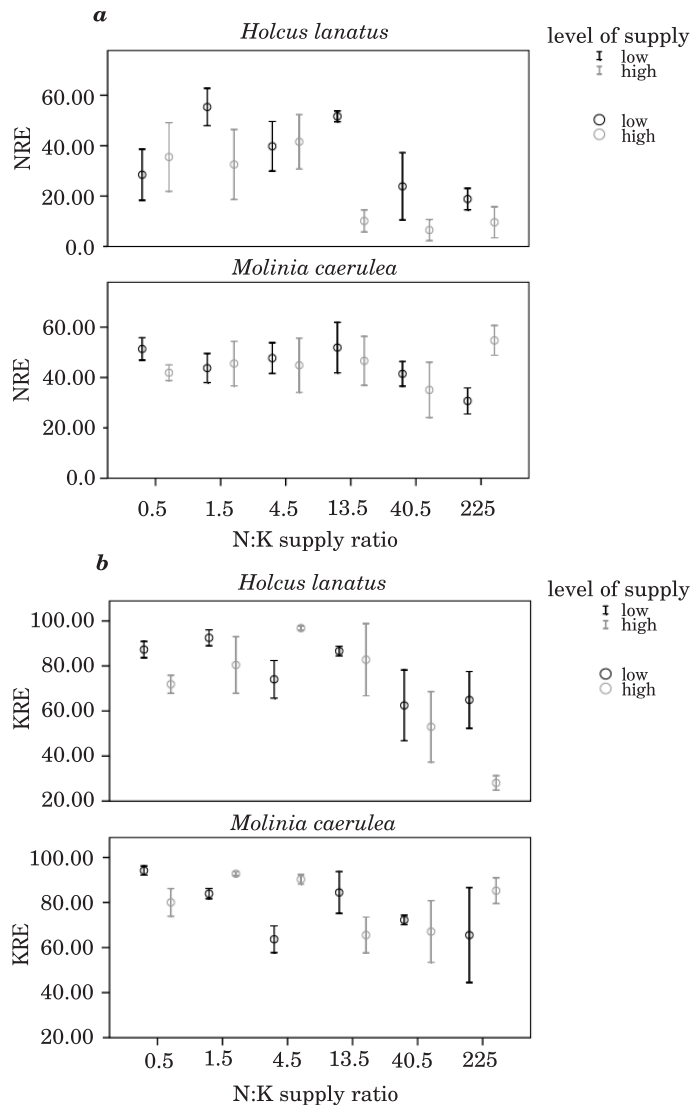 a
Holcus lanatus
level of supply
low
high
low
high
60.00
40.00
20.00
0.0
NRE
Molinia caerulea
60.00
40.00
20.00
0.0
NRE
0.5 1.5 4.5 13.5 40.5 225
N:K supply ratio
b
Holcus lanatus
level of supply
low
high
low
high
100.00
80.00
60.00
40.00
20.00
KRE
Molinia caerulea
100.00
80.00
60.00
40.00
20.00
KRE
0.5 1.5 4.5 13.5 40.5 225
N:K supply ratio